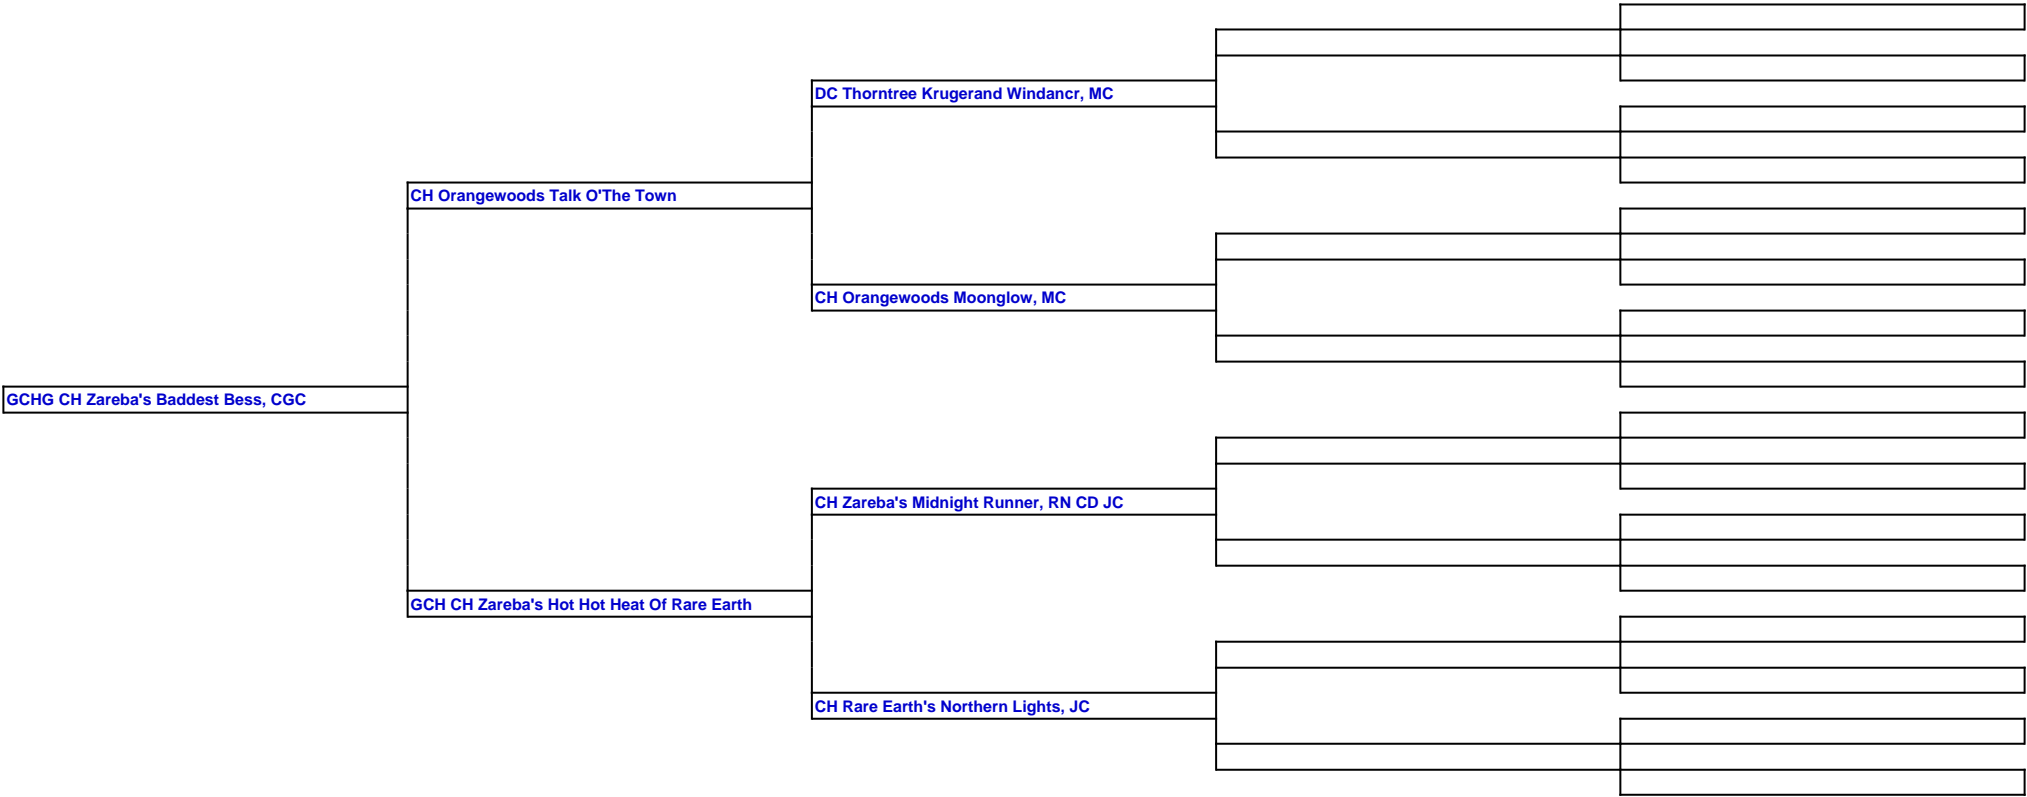 DC Thorntree Krugerand Windancr, MC
CH Orangewoods Talk O'The Town
CH Orangewoods Moonglow, MC
GCHG CH Zareba's Baddest Bess, CGC
CH Zareba's Midnight Runner, RN CD JC
GCH CH Zareba's Hot Hot Heat Of Rare Earth
CH Rare Earth's Northern Lights, JC